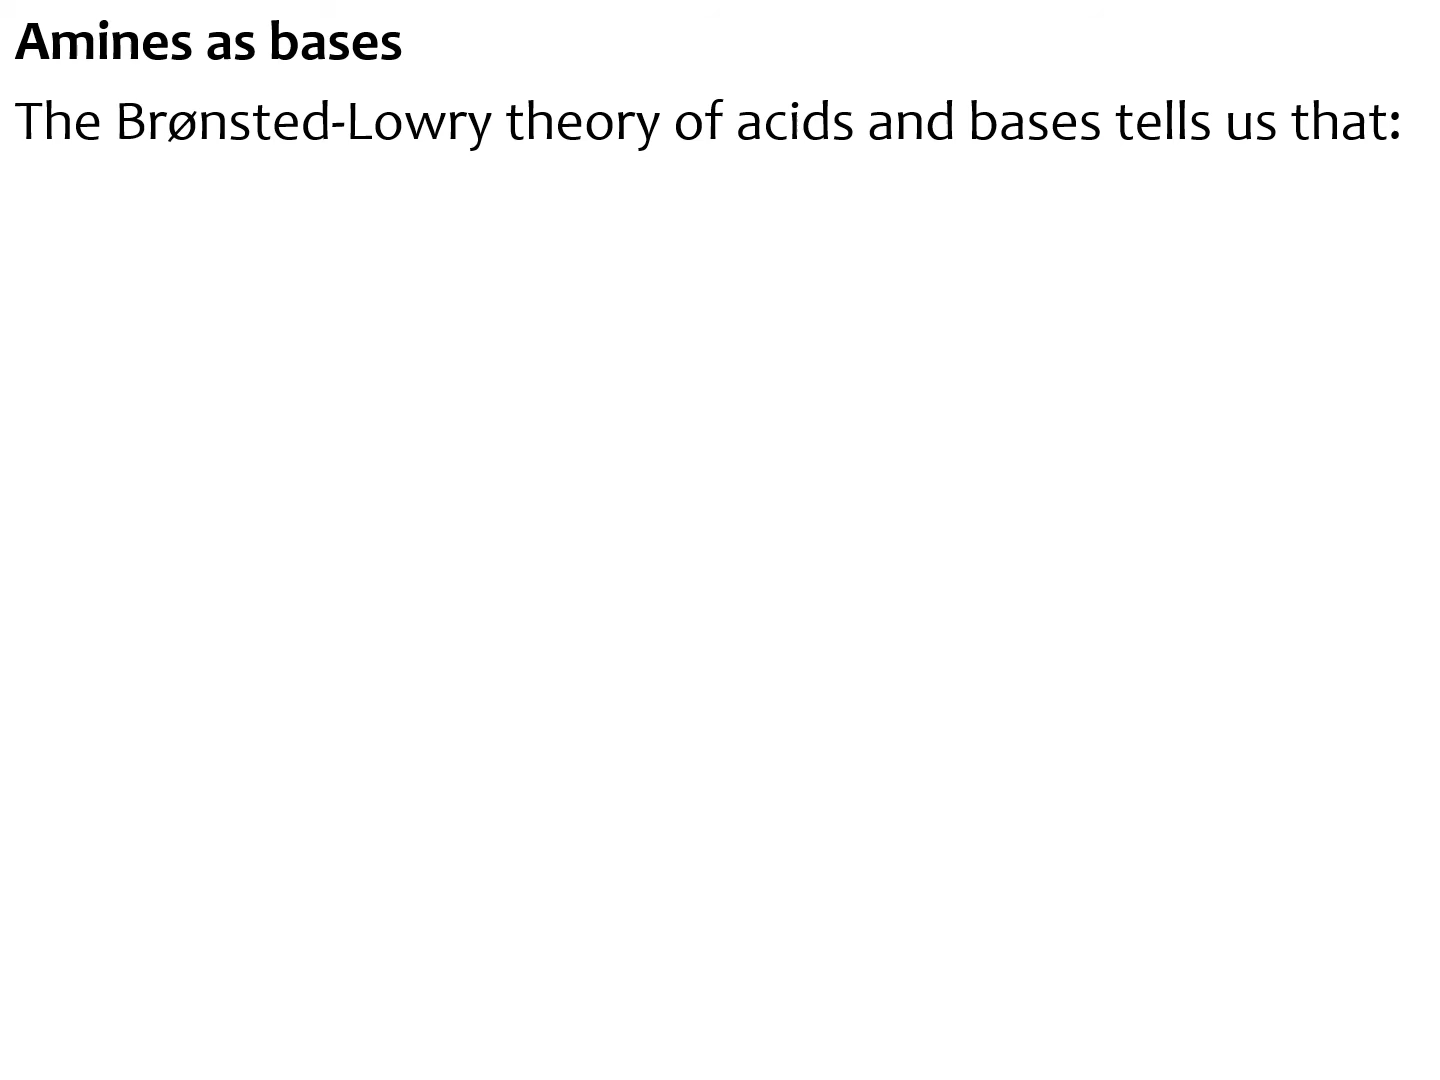 Amines as bases
The Brønsted-Lowry theory of acids and bases tells us that: